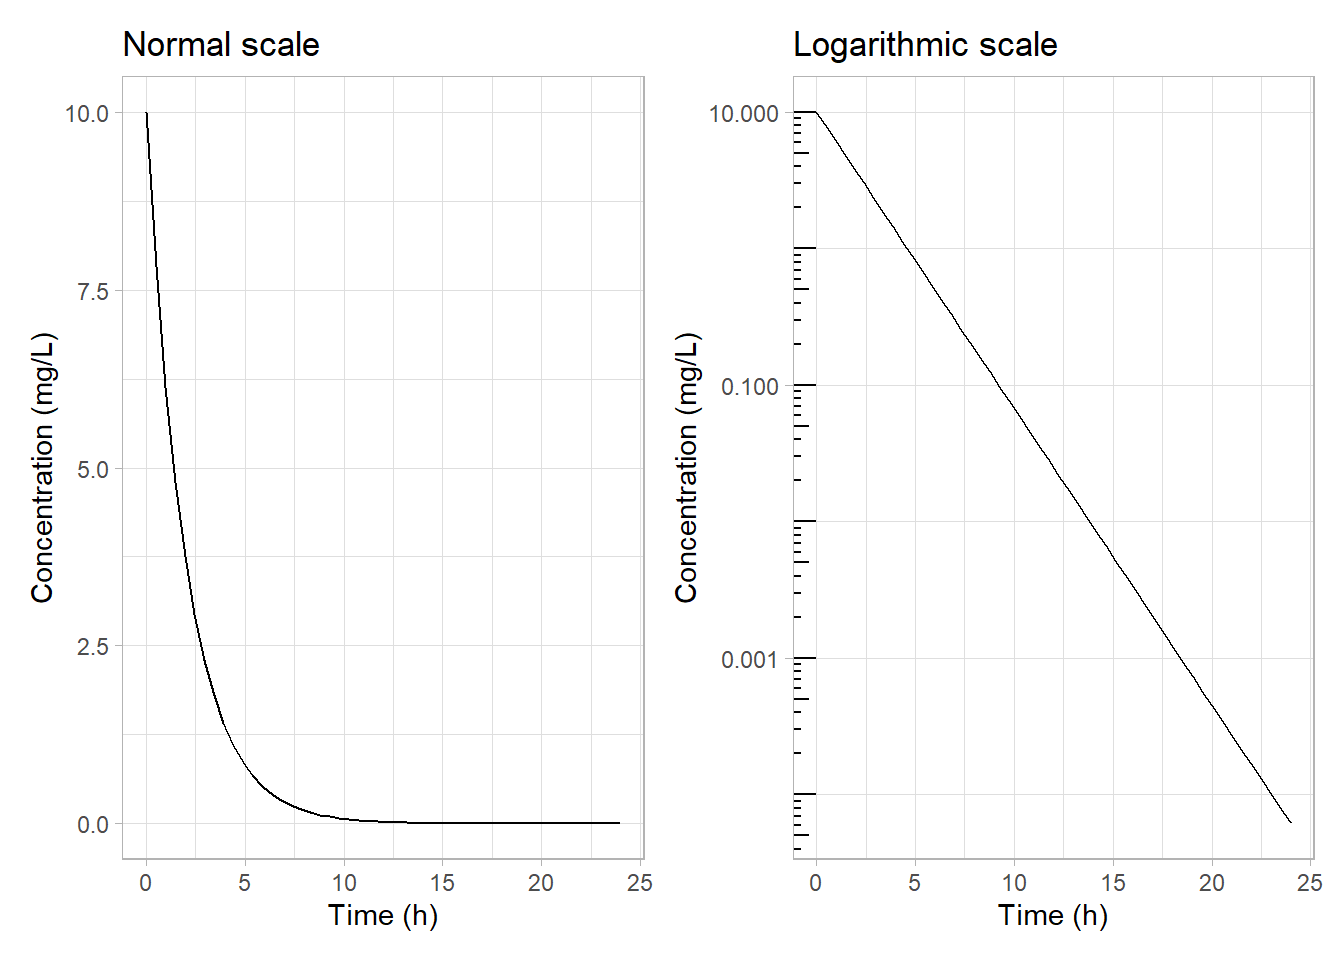 Normal scale
10.0
7.5
5.0
2.5
0.0
Concentration (mg/L)
0 5 10 15 20 25
Time (h)
Logarithmic scale
10.000
0.100
0.001
Concentration (mg/L)
0 5 10 15 20 25
Time (h)